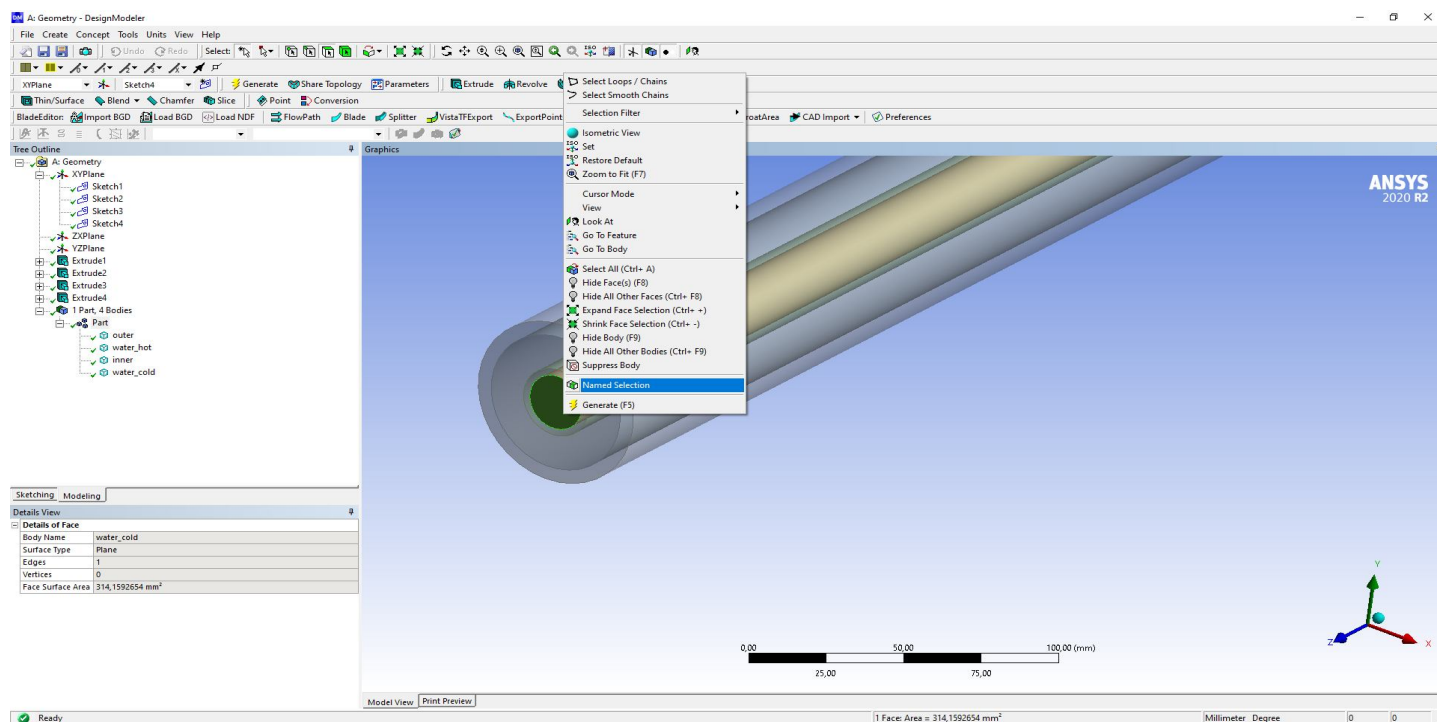 A: Geometry - DesignModeler
File Create Concept Tools Units View Help
Undo Redo Select:
XYPlane Sketch4 Generate Share Topology Parameters Extrude Revolve
Thin/Surface Blend Chamfer Slice Point Conversion
BladeEditor: Import BGD Load BGD Load NDF FlowPath Blade Splitter VistaTFExport ExportPoint roatArea CAD Import Preferences
Tree Outline
A: Geometry
XYPlane
Sketch1
Sketch2
Sketch3
Sketch4
ZXPlane
YZPlane
Extrude1
Extrude2
Extrude3
Extrude4
1 Part, 4 Bodies
Part
outer
water_hot
inner
water_cold
Sketching Modeling
Details View
Details of Face
Body Name water_cold
Surface Type Plane
Edges 1
Vertices 0
Face Surface Area 314,1592654 mm²
Graphics
Select Loops / Chains
Select Smooth Chains
Selection Filter
Isometric View
ISO Set
ISO Restore Default
Zoom to Fit (F7)
Cursor Mode
View
Look At
Go To Feature
Go To Body
Select All (Ctrl+ A)
Hide Face(s) (F8)
Hide All Other Faces (Ctrl+ F8)
Expand Face Selection (Ctrl+ +)
Shrink Face Selection (Ctrl+ -)
Hide Body (F9)
Hide All Other Bodies (Ctrl+ F9)
Suppress Body
Named Selection
Generate (F5)
ANSYS
2020 R2
Y
Z X
0,00 50,00 100,00 (mm)
25,00 75,00
Model View Print Preview
Ready 1 Face: Area = 314,1592654 mm² Millimeter Degree 0 0